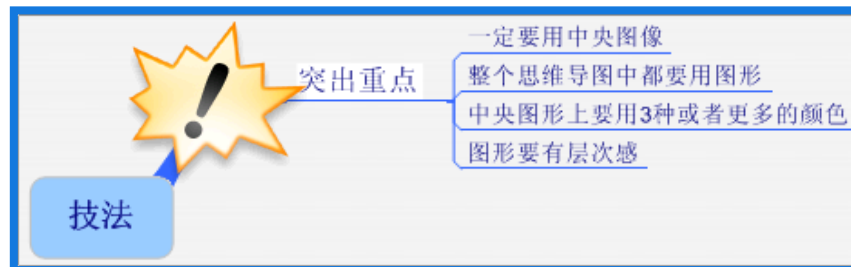 一定要用中央图像
突出重点
整个思维导图中都要用图形
中央图形上要用3种或者更多的颜色
图形要有层次感
技法